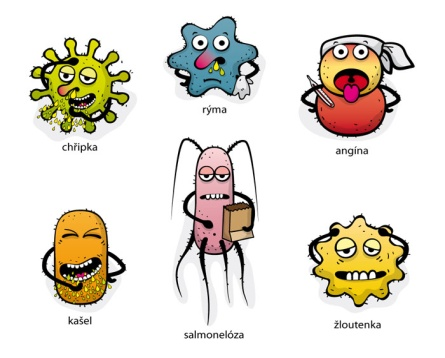 chřipka
rýma
angína
kašel
salmonelóza
žloutenka